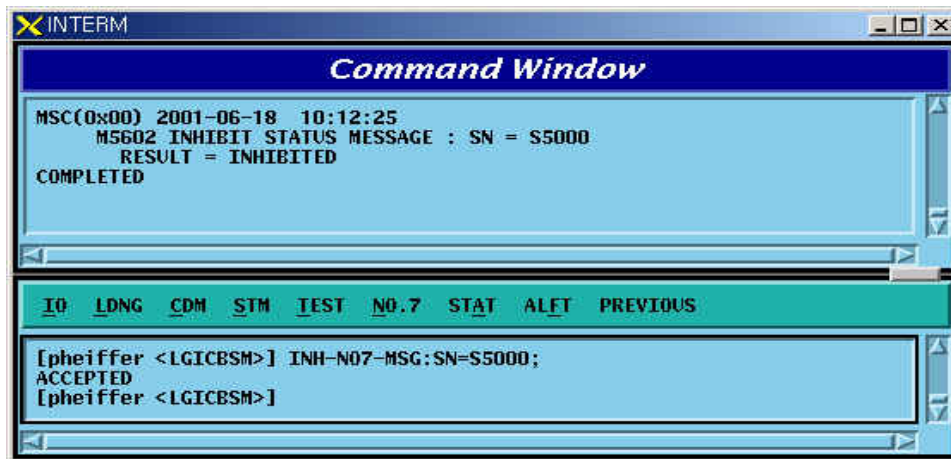 INTERM
Command Window
MSC(0x00) 2001-06-18 10:12:25
M5602 INHIBIT STATUS MESSAGE : SN = S5000
RESULT = INHIBITED
COMPLETED
IO LDNG CDM STM TEST NO.7 STAT ALFT PREVIOUS
[pheiffer <LGICBSM>] INH-NO7-MSG:SN=S5000;
ACCEPTED
[pheiffer <LGICBSM>]